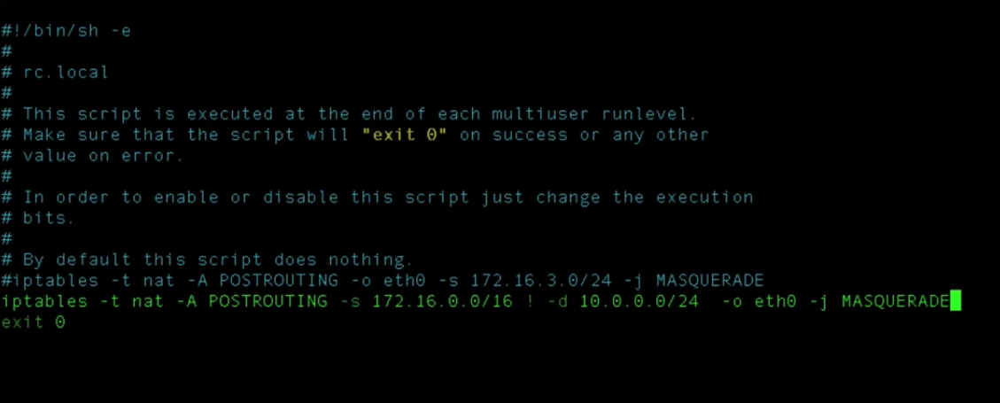 #!/bin/sh -e
#
# rc.local
#
# This script is executed at the end of each multiuser runlevel.
# Make sure that the script will "exit 0" on success or any other
# value on error.
#
# In order to enable or disable this script just change the execution
# bits.
#
# By default this script does nothing.
#iptables -t nat -A POSTROUTING -o eth0 -s 172.16.3.0/24 -j MASQUERADE
iptables -t nat -A POSTROUTING -s 172.16.0.0/16 ! -d 10.0.0.0/24  -o eth0 -j MASQUERADE
exit 0